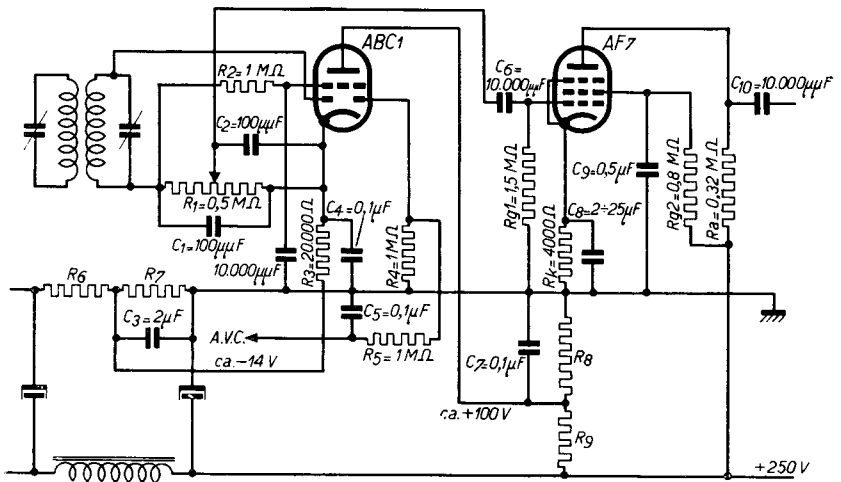 ABC1
AF7
R2=1 MΩ
C2=100μμF
R1=0,5 MΩ
C1=100μμF
10.000μμF
C4=0,1μF
R3=20.000Ω
R4=1MΩ
C6=
10.000μμF
Rg1=1,5 MΩ
C9=0,5μF
C8=2÷25μF
Rk=4000Ω
Rg2=0,8 MΩ
Ra=0,32 MΩ
C10=10.000μμF
R6
R7
C3=2μF
ca.-14 V
A.V.C.
C5=0,1μF
R5=1MΩ
C7=0,1μF
ca.+100V
R8
R9
+250V